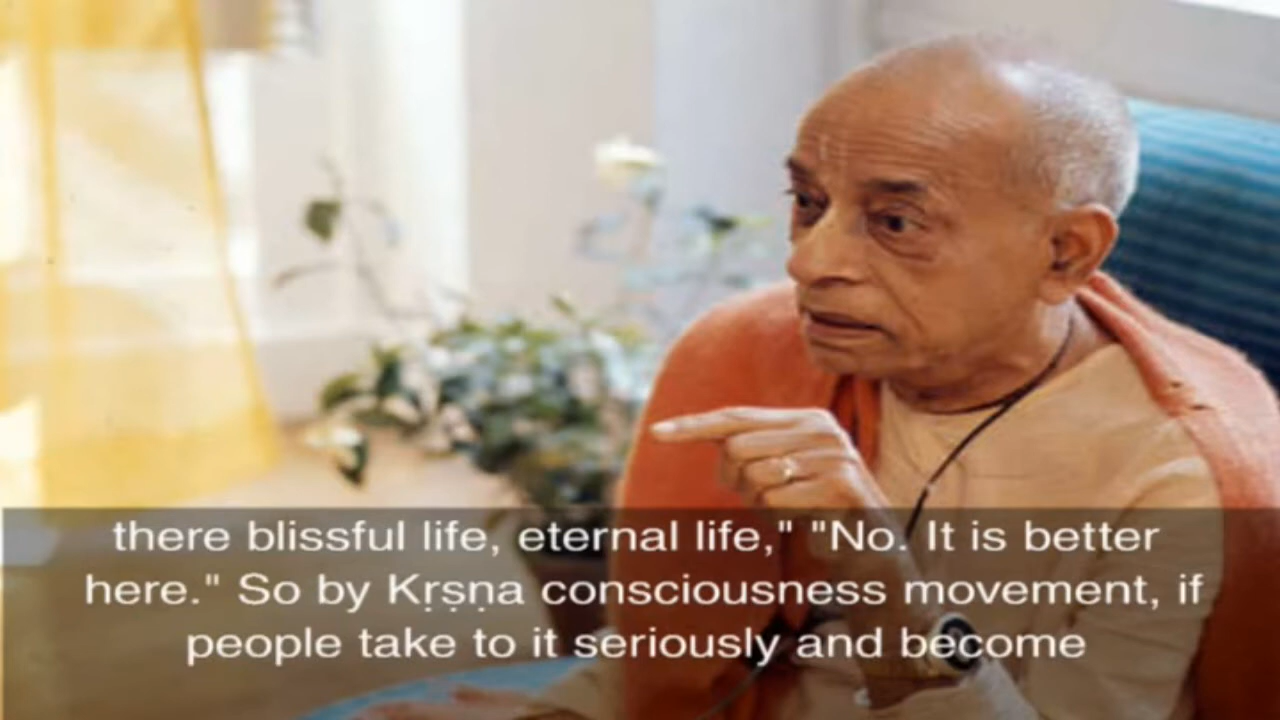 there blissful life, eternal life," "No. It is better
here." So by Kṛṣṇa consciousness movement, if
people take to it seriously and become